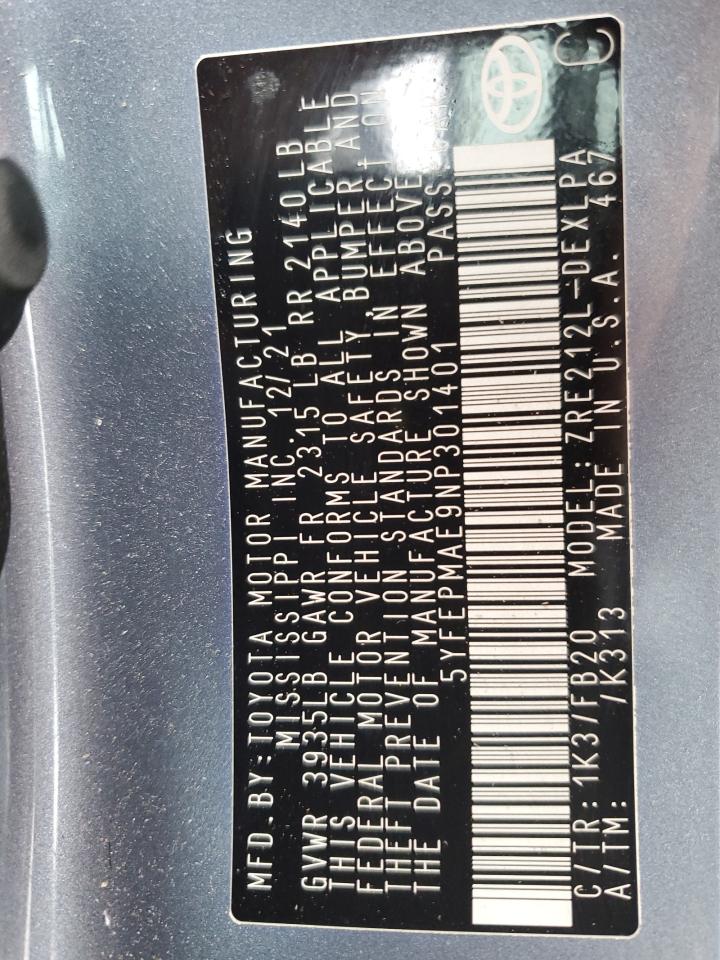 MFD.BY:TOYOTA MOTOR MANUFACTURING
MISSISSIPPI INC. 12/21
GVWR 3935LB GAWR FR 2315 LB RR 2140 LB
THIS VEHICLE CONFORMS TO ALL APPLICABLE
FEDERAL MOTOR VEHICLE SAFETY, BUMPER, AND
THEFT PREVENTION STANDARDS IN EFFECT ON
THE DATE OF MANUFACTURE SHOWN ABOVE.
5YFEPMAE9NP301401 PASS.CAR
C/TR: 1K3/FB20 MODEL: ZRE212L-DEXLPA
A/TM: /K313 MADE IN U.S.A. 467
C